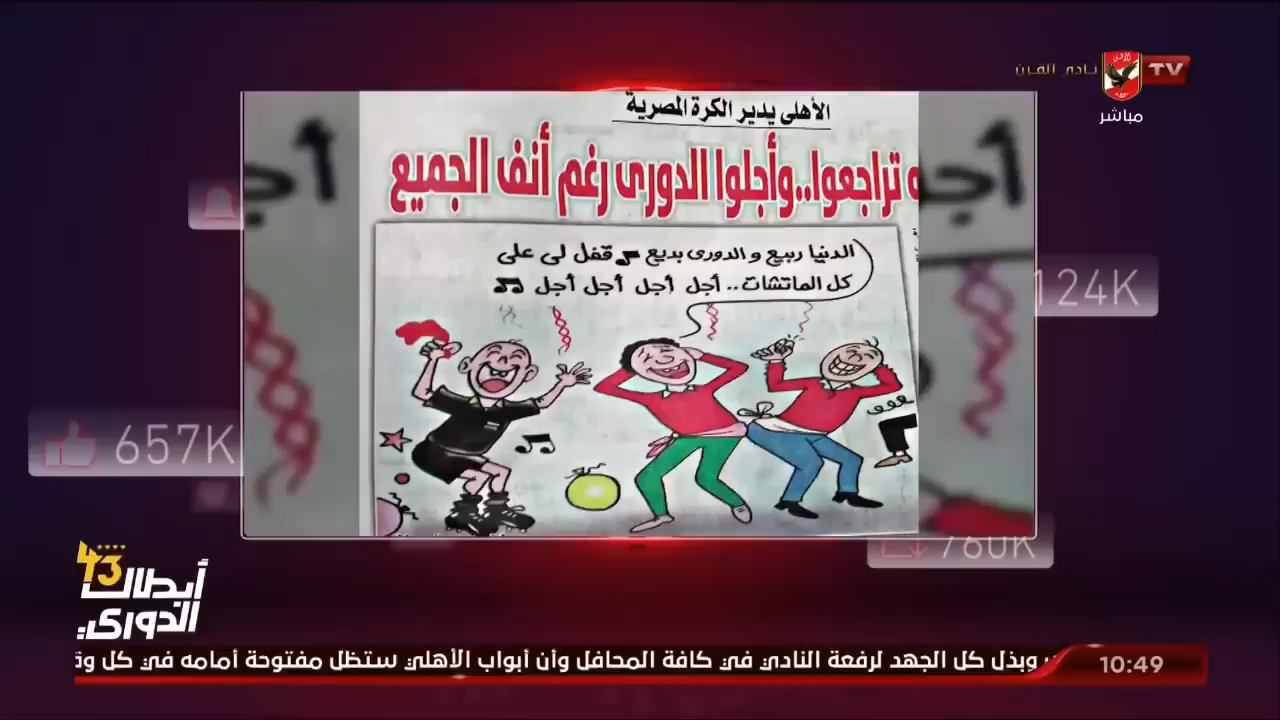 TV
نادي القرن
مباشر
الأهلى يدير الكرة المصرية
تراجعوا..وأجلوا الدورى رغم أنف الجميع
الدنيا ربيع و الدورى بديع قفل لى على
كل الماتشات.. أجل أجل أجل أجل
124K
657K
760K
43
أبطال
الدوري
وبذل كل الجهد لرفعة النادي في كافة المحافل وأن أبواب الأهلي ستظل مفتوحة أمامه في كل
10:49